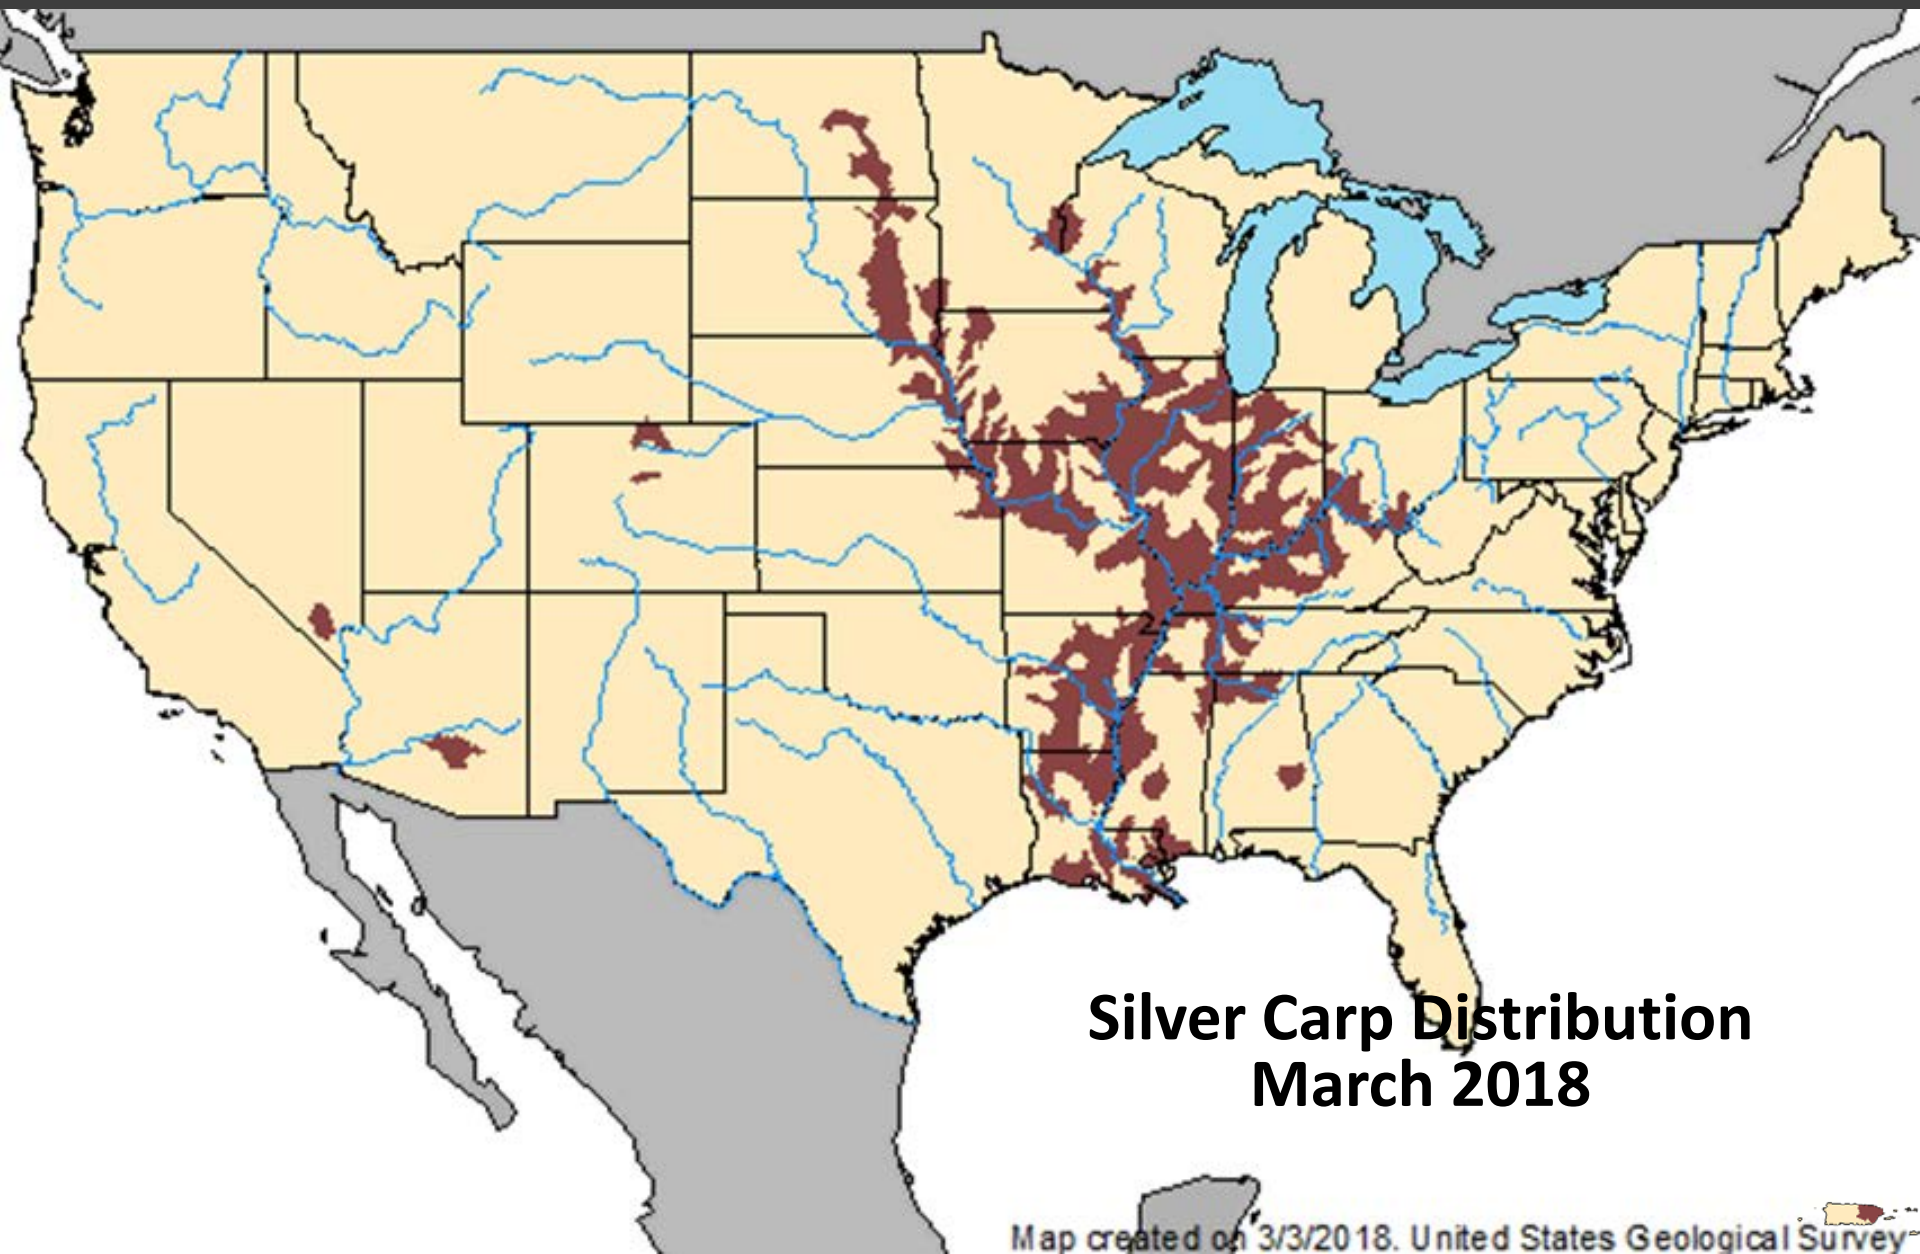 Silver Carp Distribution
March 2018
Map created on 3/3/2018. United States Geological Survey